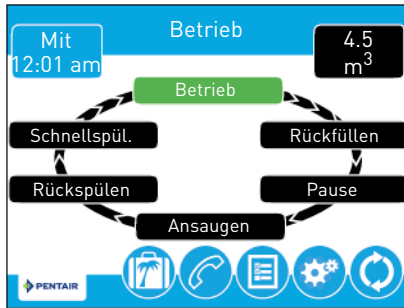 Betrieb
Mit
12:01 am
4.5
m³
Betrieb
Schnellspül.
Rückfüllen
Rückspülen
Pause
Ansaugen
PENTAIR